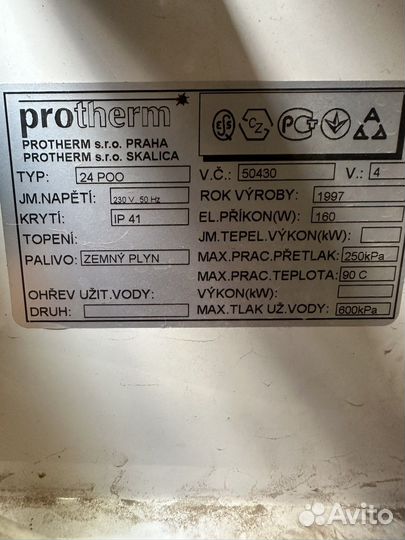 protherm
PROTHERM s.r.o. PRAHA
PROTHERM s.r.o. SKALICA
TYP: 24 POO
JM.NAPĚTÍ: 230 V, 50 Hz
KRYTÍ: IP 41
TOPENÍ:
PALIVO: ZEMNÝ PLYN
OHŘEV UŽIT.VODY:
DRUH:
CZ
РСТ
V.Č.: 50430 V.: 4
ROK VÝROBY: 1997
EL.PŘÍKON(W): 160
JM.TEPEL.VÝKON(kW):
MAX.PRAC.PŘETLAK: 250kPa
MAX.PRAC.TEPLOTA: 90 C
VÝKON(kW):
MAX.TLAK UŽ.VODY: 600kPa
Avito